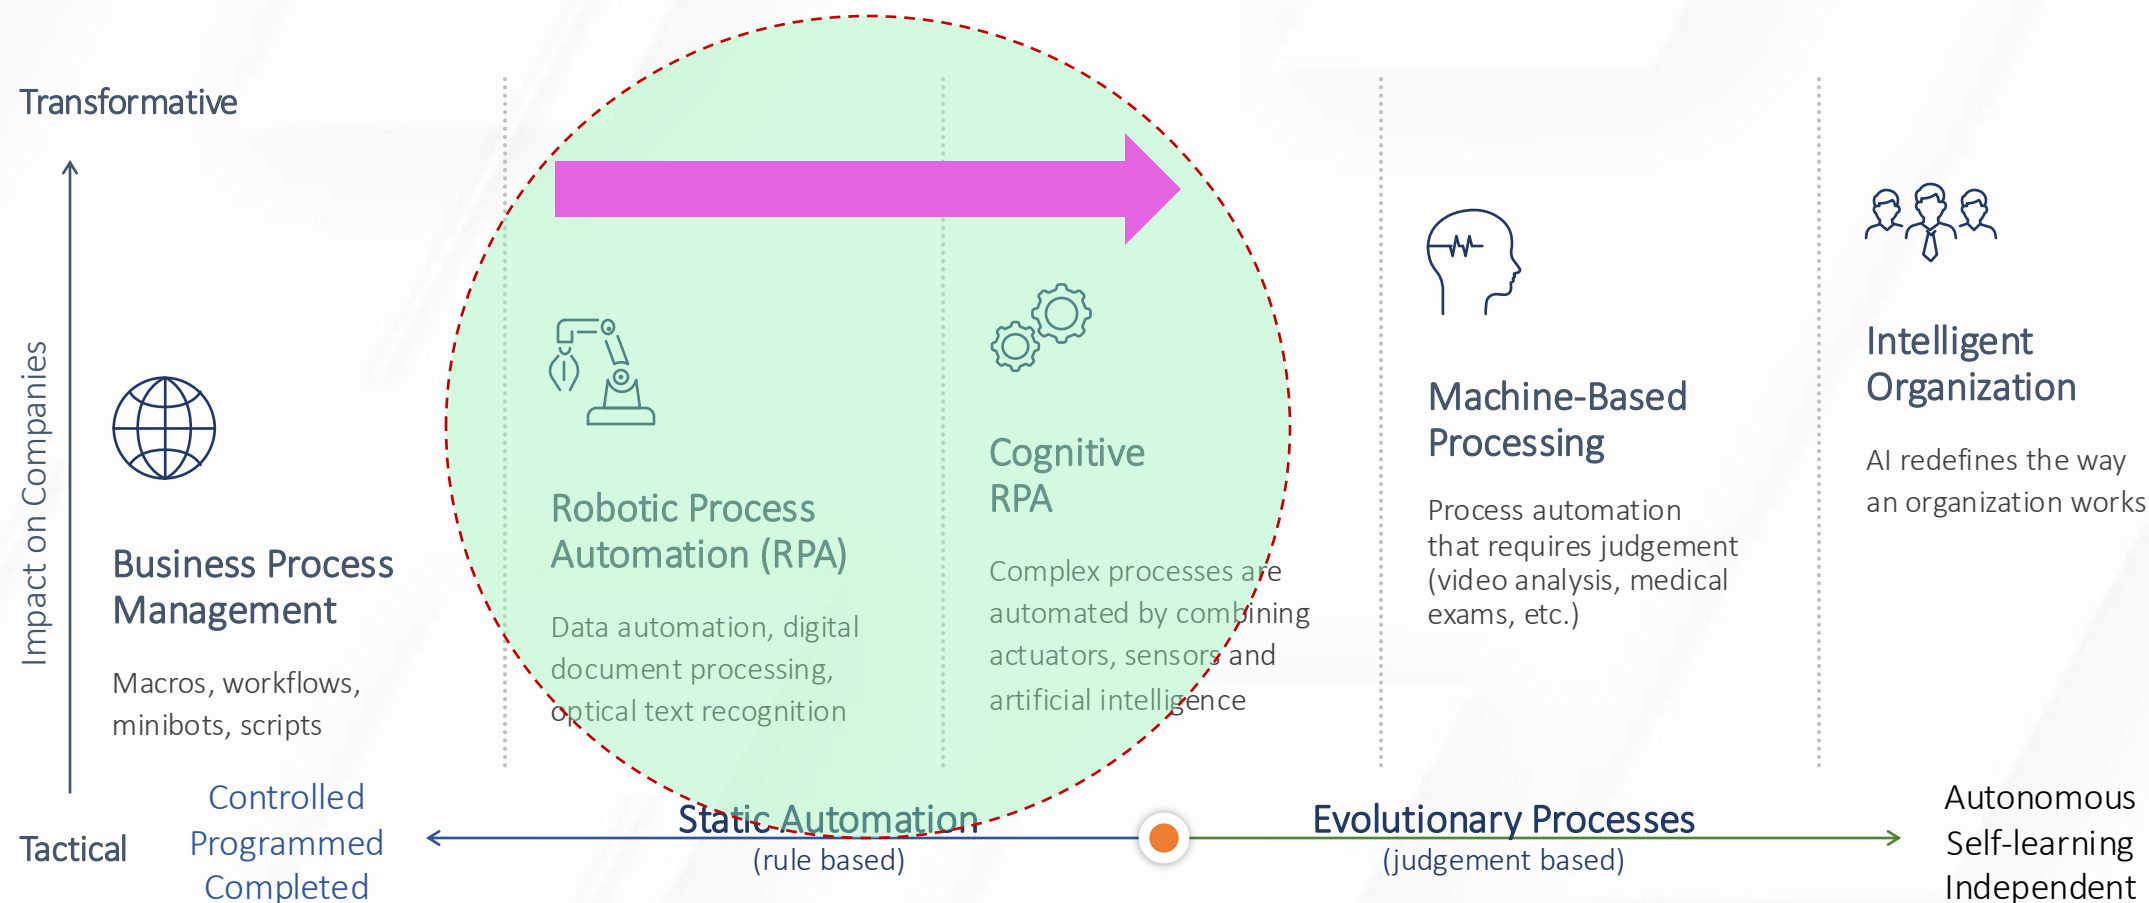 Transformative
Impact on Companies
Tactical
Business Process
Management
Macros, workflows,
minibots, scripts
Robotic Process
Automation (RPA)
Data automation, digital
document processing,
optical text recognition
Cognitive
RPA
Complex processes are
automated by combining
actuators, sensors and
artificial intelligence
Machine-Based
Processing
Process automation
that requires judgement
(video analysis, medical
exams, etc.)
Intelligent
Organization
AI redefines the way
an organization works
Controlled
Programmed
Completed
Static Automation
(rule based)
Evolutionary Processes
(judgement based)
Autonomous
Self-learning
Independent